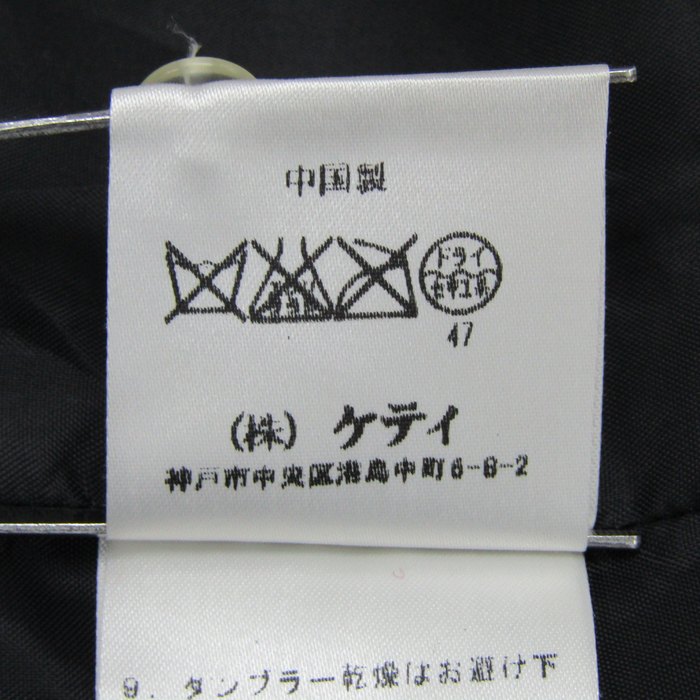 中国製
ドライ
47
(株) ケティ
神戸市中央区港島中町6-8-2
9. タンブラー乾燥はお避け下